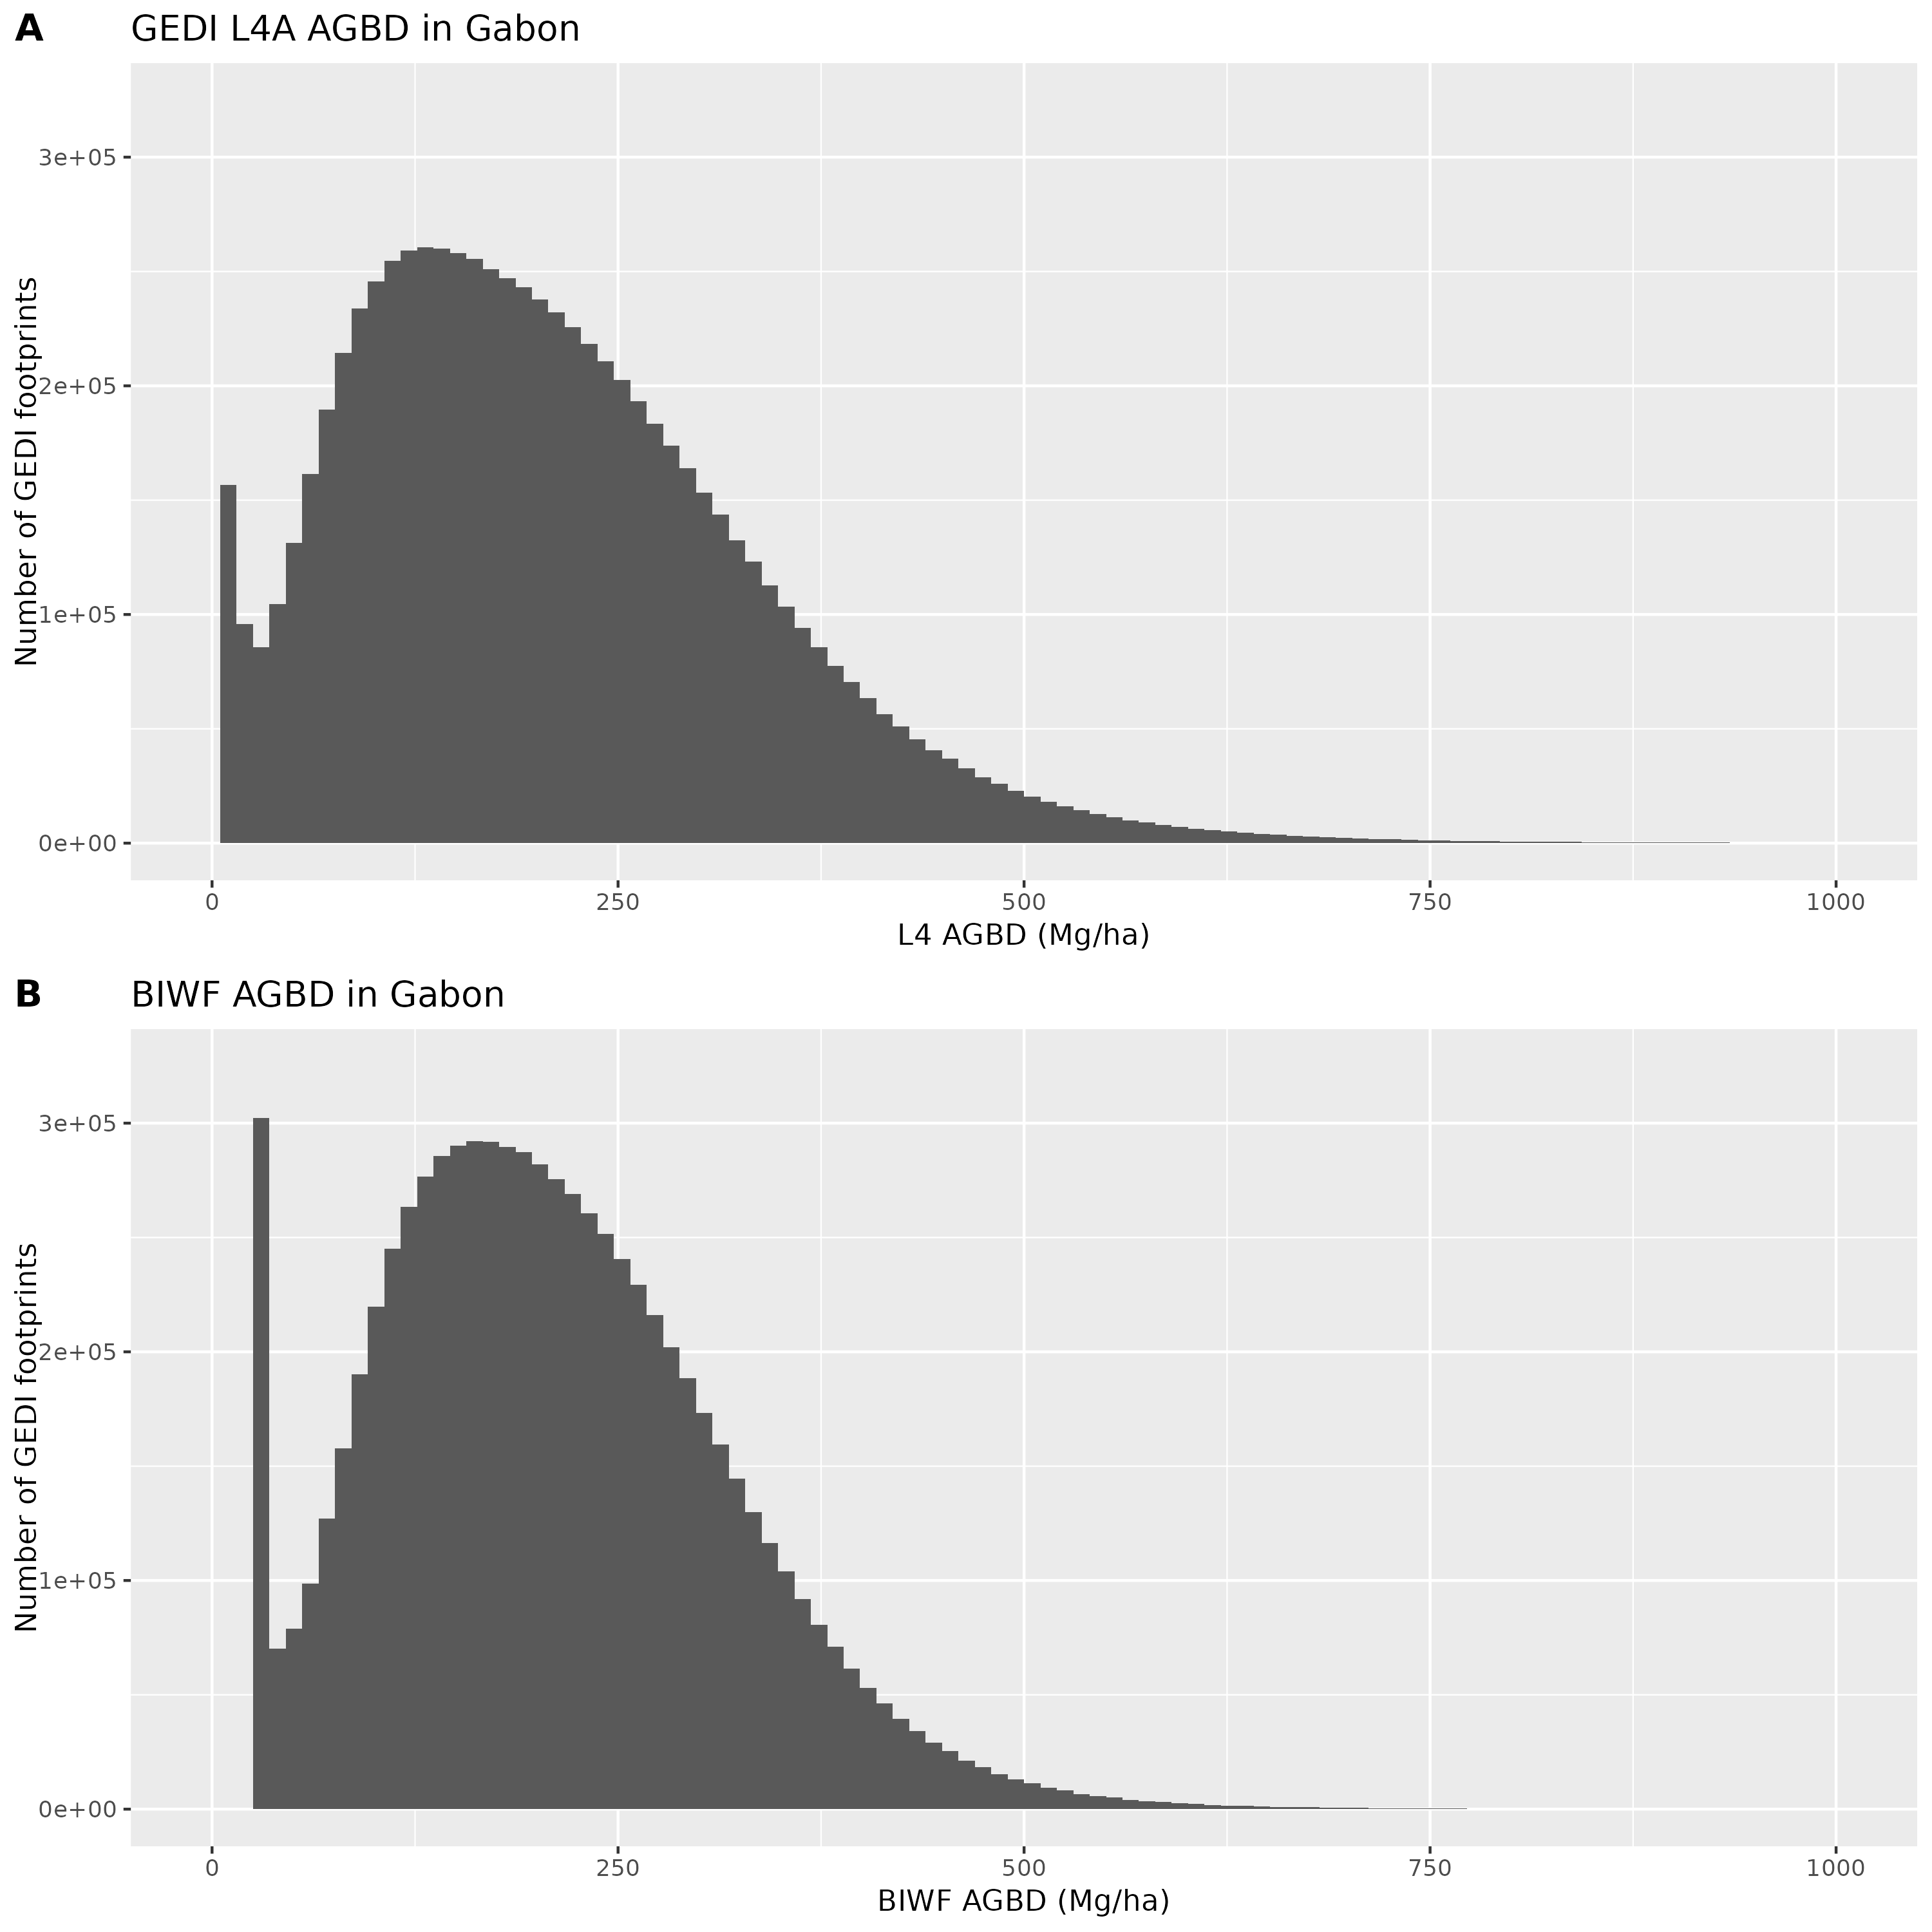 A GEDI L4A AGBD in Gabon
Number of GEDI footprints
3e+05
2e+05
1e+05
0e+00
0 250 500 750 1000
L4 AGBD (Mg/ha)
B BIWF AGBD in Gabon
Number of GEDI footprints
3e+05
2e+05
1e+05
0e+00
0 250 500 750 1000
BIWF AGBD (Mg/ha)